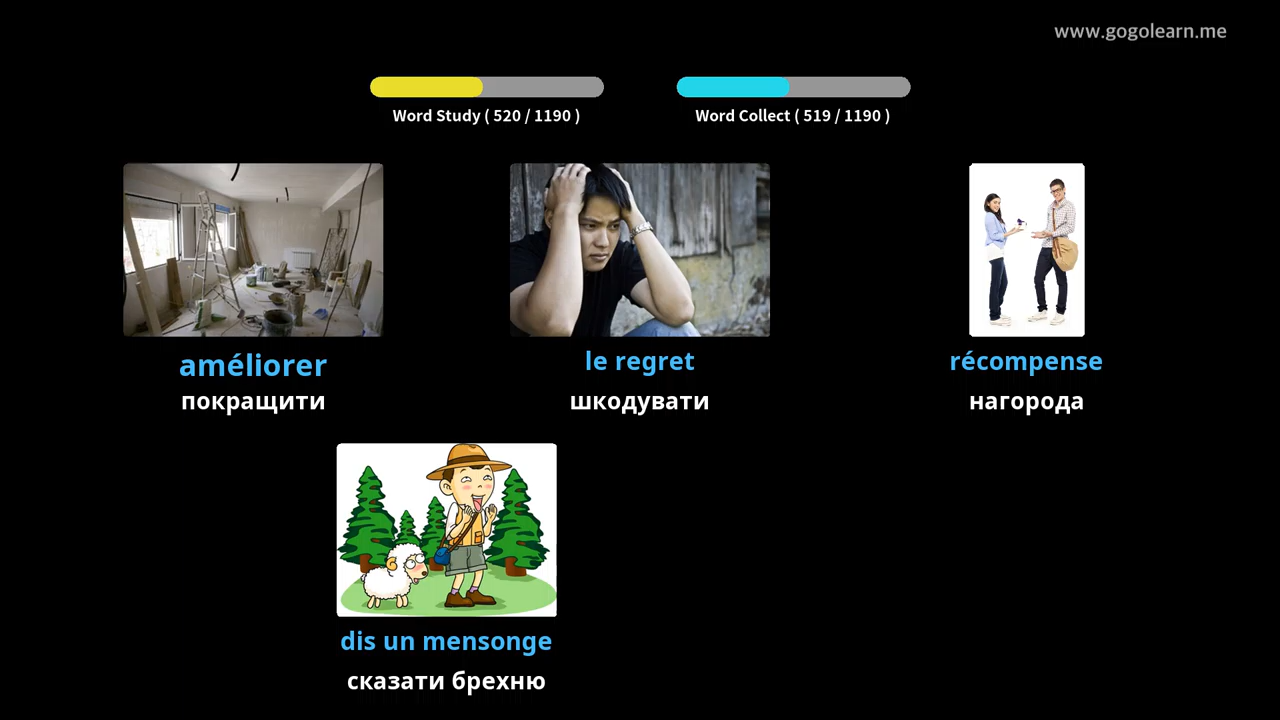 www.gogolearn.me
Word Study ( 520 / 1190 )
Word Collect ( 519 / 1190 )
améliorer
покращити
le regret
шкодувати
récompense
нагорода
dis un mensonge
сказати брехню